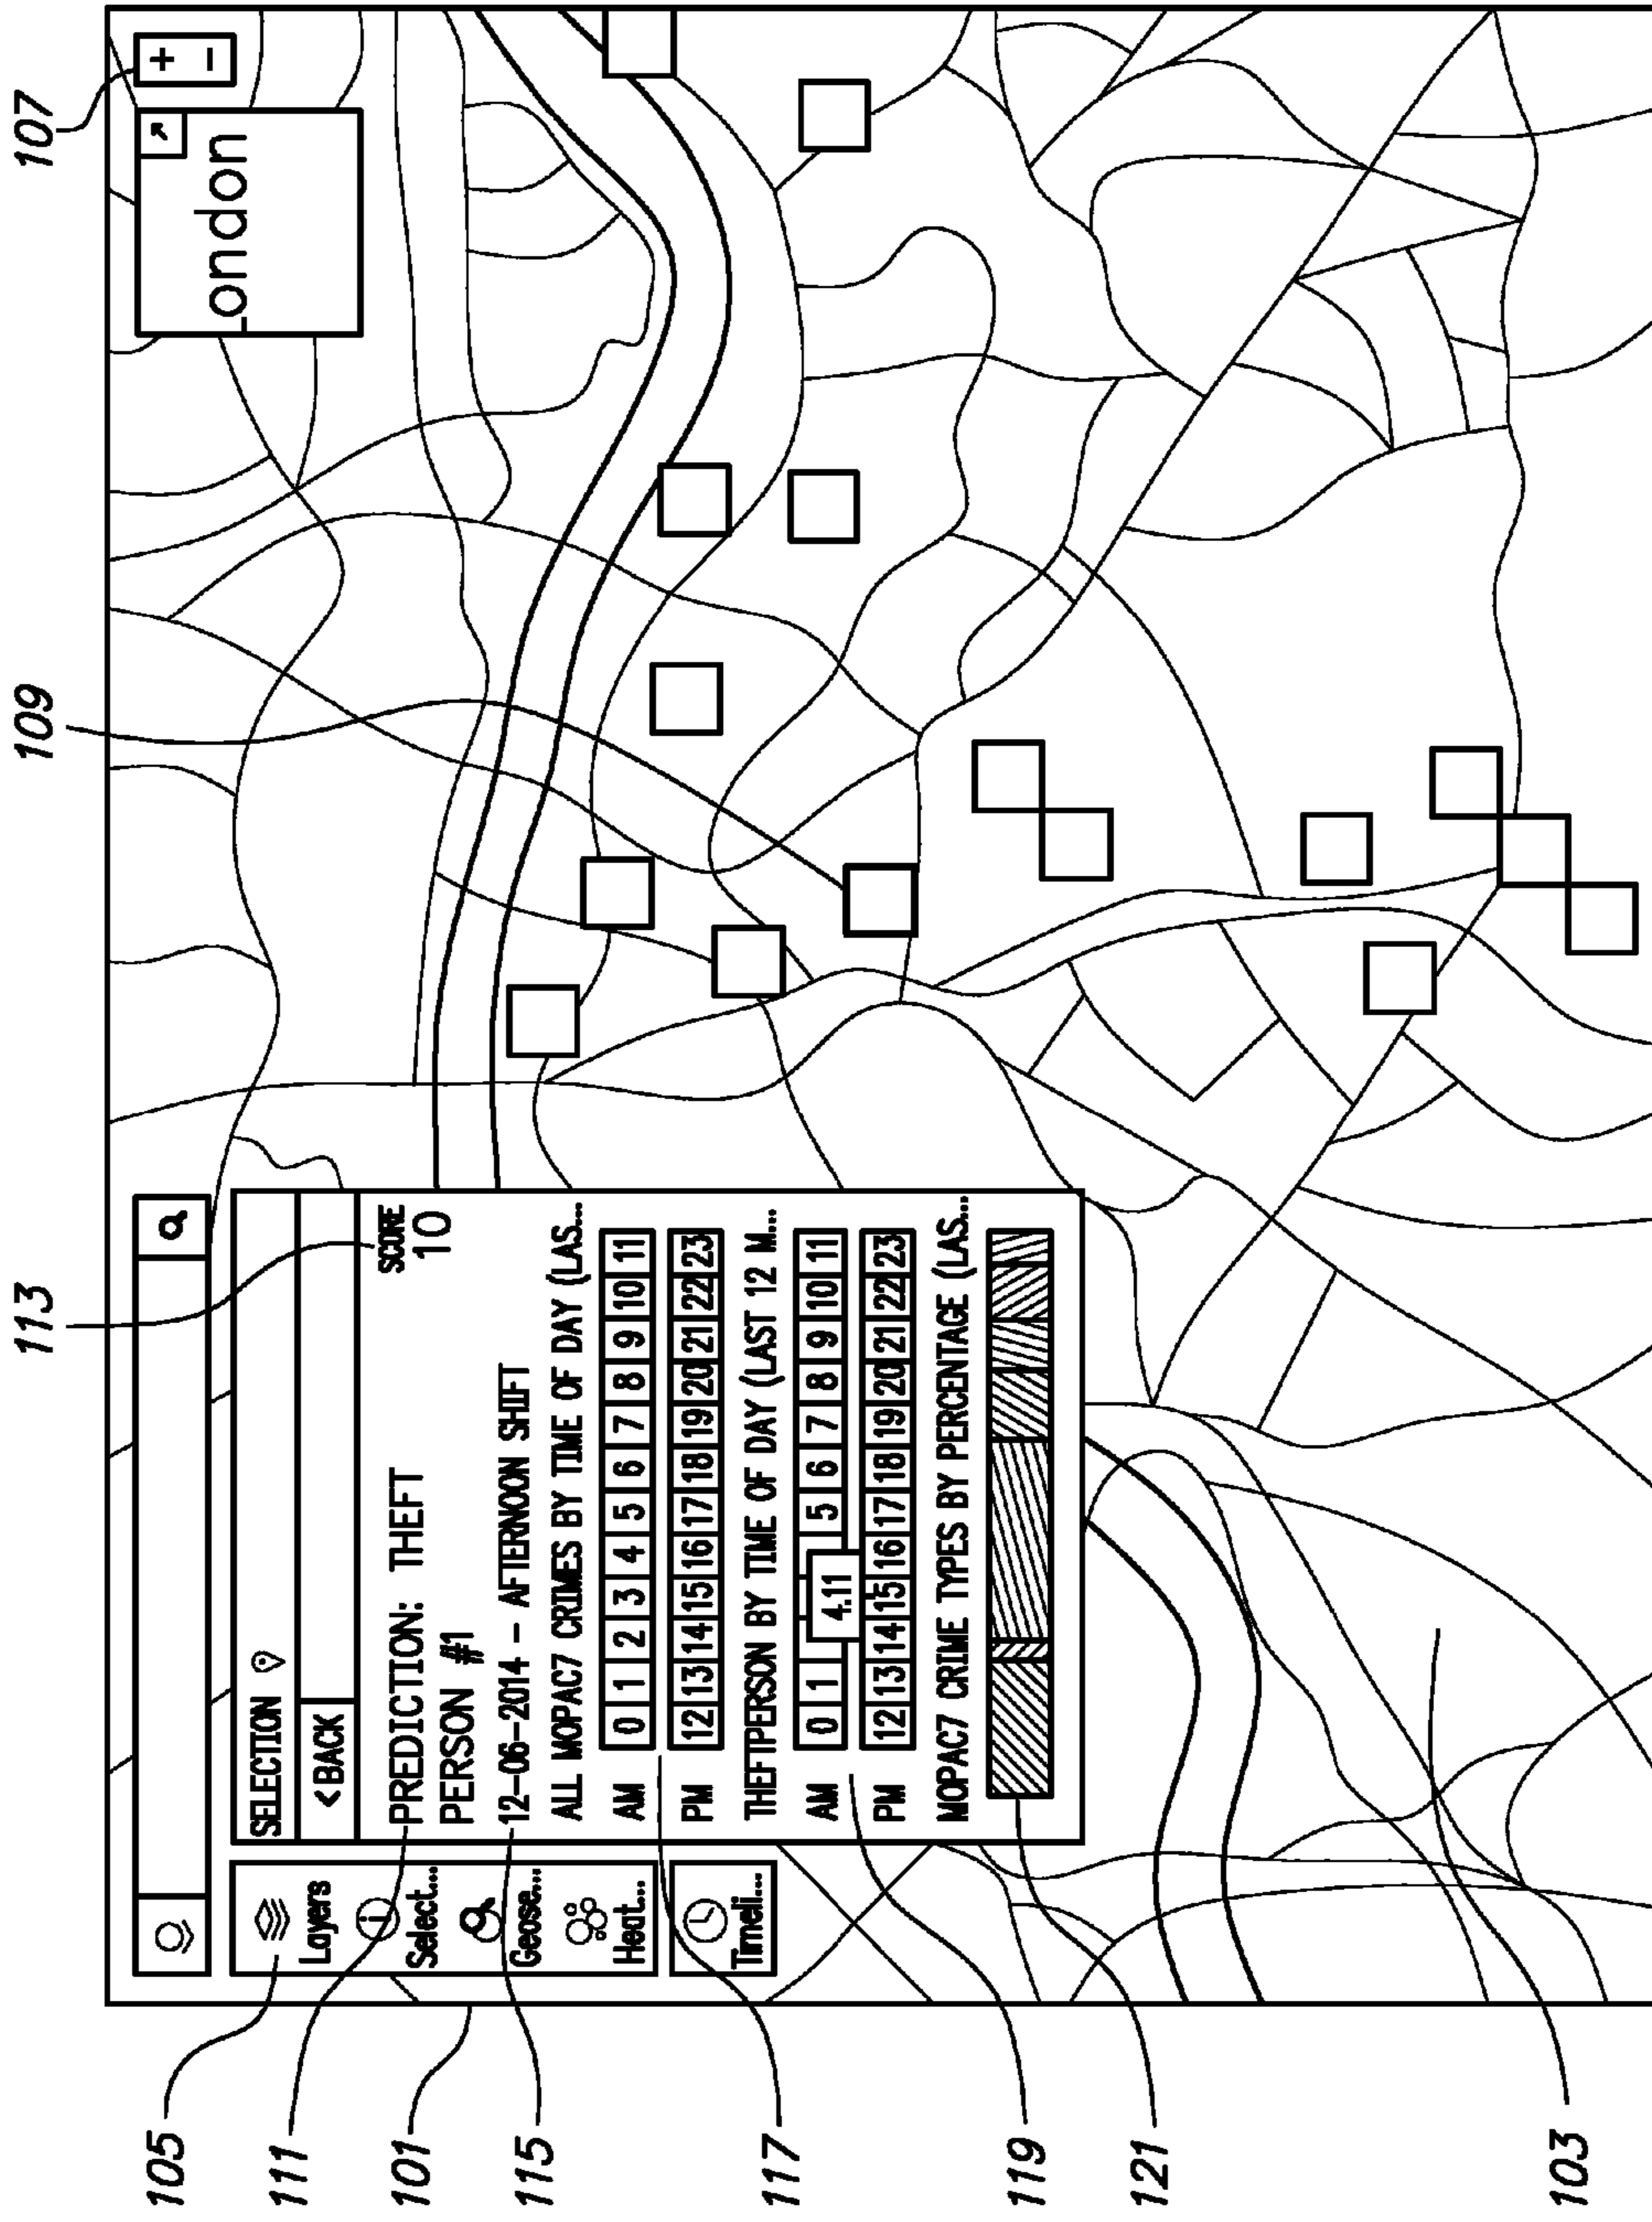 113
109
107
105
111
101
115
117
119
121
103
+
−
London
Layers
Select...
Geose...
Heat...
Timeli...
SELECTION
<BACK
PREDICTION: THEFT
PERSON #1
SCORE
10
12-06-2014 - AFTERNOON SHIFT
ALL MOPAC7 CRIMES BY TIME OF DAY (LAS...
AM 0 1 2 3 4 5 6 7 8 9 10 11
PM 12 13 14 15 16 17 18 19 20 21 22 23
THEFTPERSON BY TIME OF DAY (LAST 12 M...
AM 0 1 4.11 5 6 7 8 9 10 11
PM 12 13 14 15 16 17 18 19 20 21 22 23
MOPAC7 CRIME TYPES BY PERCENTAGE (LAS...